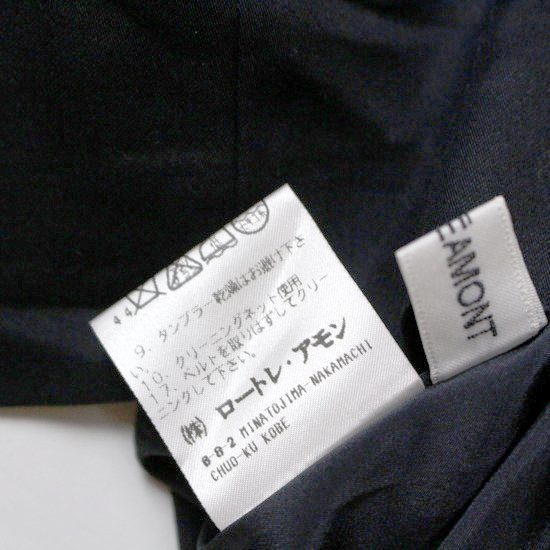 44
9. タンブラー乾燥はお避け下さ
い。
16. クリーニングネット使用
17. ベルトを取りはずしてクリー
ニングして下さい。
(株) ロートレ・アモン
6-8-2 MINATOJIMA-NAKAMACHI
CHUO-KU KOBE
EAMONT